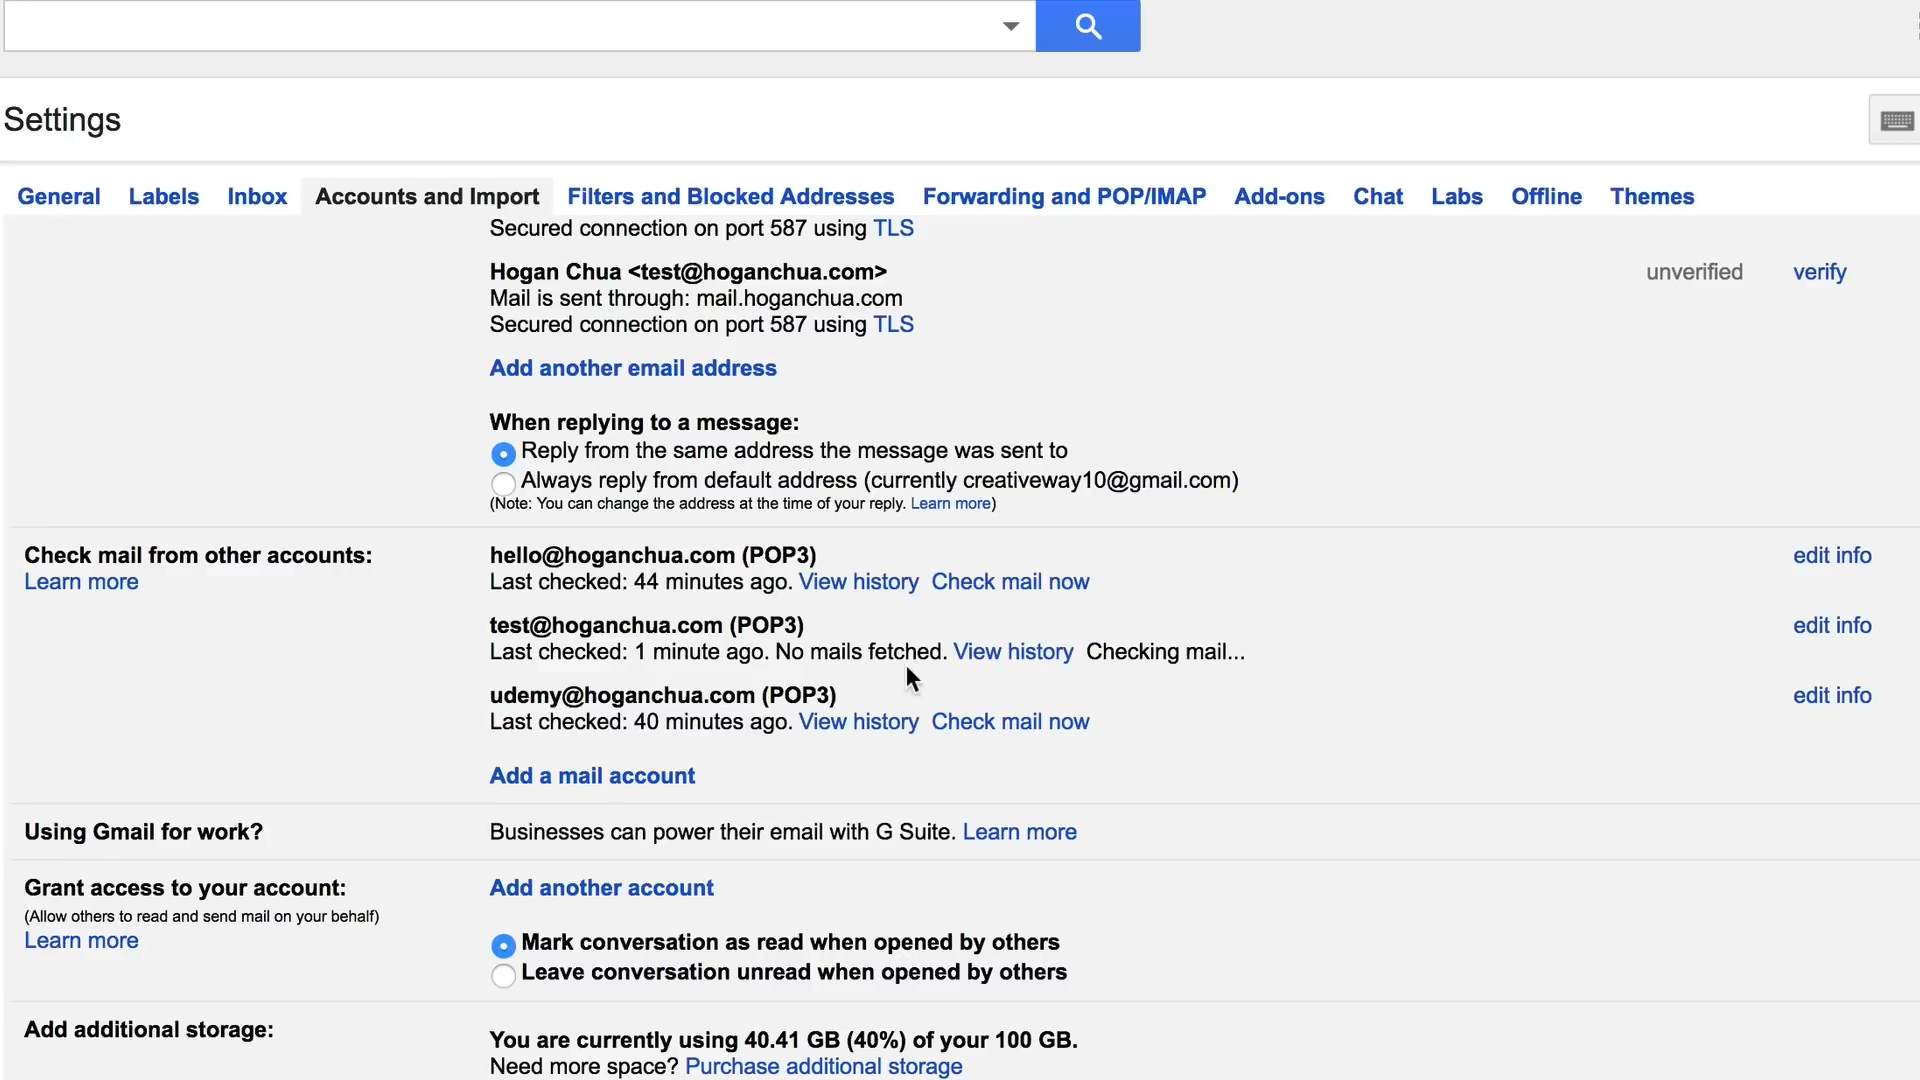 Settings
General Labels Inbox Accounts and Import Filters and Blocked Addresses Forwarding and POP/IMAP Add-ons Chat Labs Offline Themes
Secured connection on port 587 using TLS
Hogan Chua <test@hoganchua.com> unverified verify
Mail is sent through: mail.hoganchua.com
Secured connection on port 587 using TLS
Add another email address
When replying to a message:
Reply from the same address the message was sent to
Always reply from default address (currently creativeway10@gmail.com)
(Note: You can change the address at the time of your reply. Learn more)
Check mail from other accounts: hello@hoganchua.com (POP3) edit info
Learn more Last checked: 44 minutes ago. View history Check mail now
test@hoganchua.com (POP3) edit info
Last checked: 1 minute ago. No mails fetched. View history Checking mail...
udemy@hoganchua.com (POP3) edit info
Last checked: 40 minutes ago. View history Check mail now
Add a mail account
Using Gmail for work? Businesses can power their email with G Suite. Learn more
Grant access to your account: Add another account
(Allow others to read and send mail on your behalf)
Learn more
Mark conversation as read when opened by others
Leave conversation unread when opened by others
Add additional storage:
You are currently using 40.41 GB (40%) of your 100 GB.
Need more space? Purchase additional storage